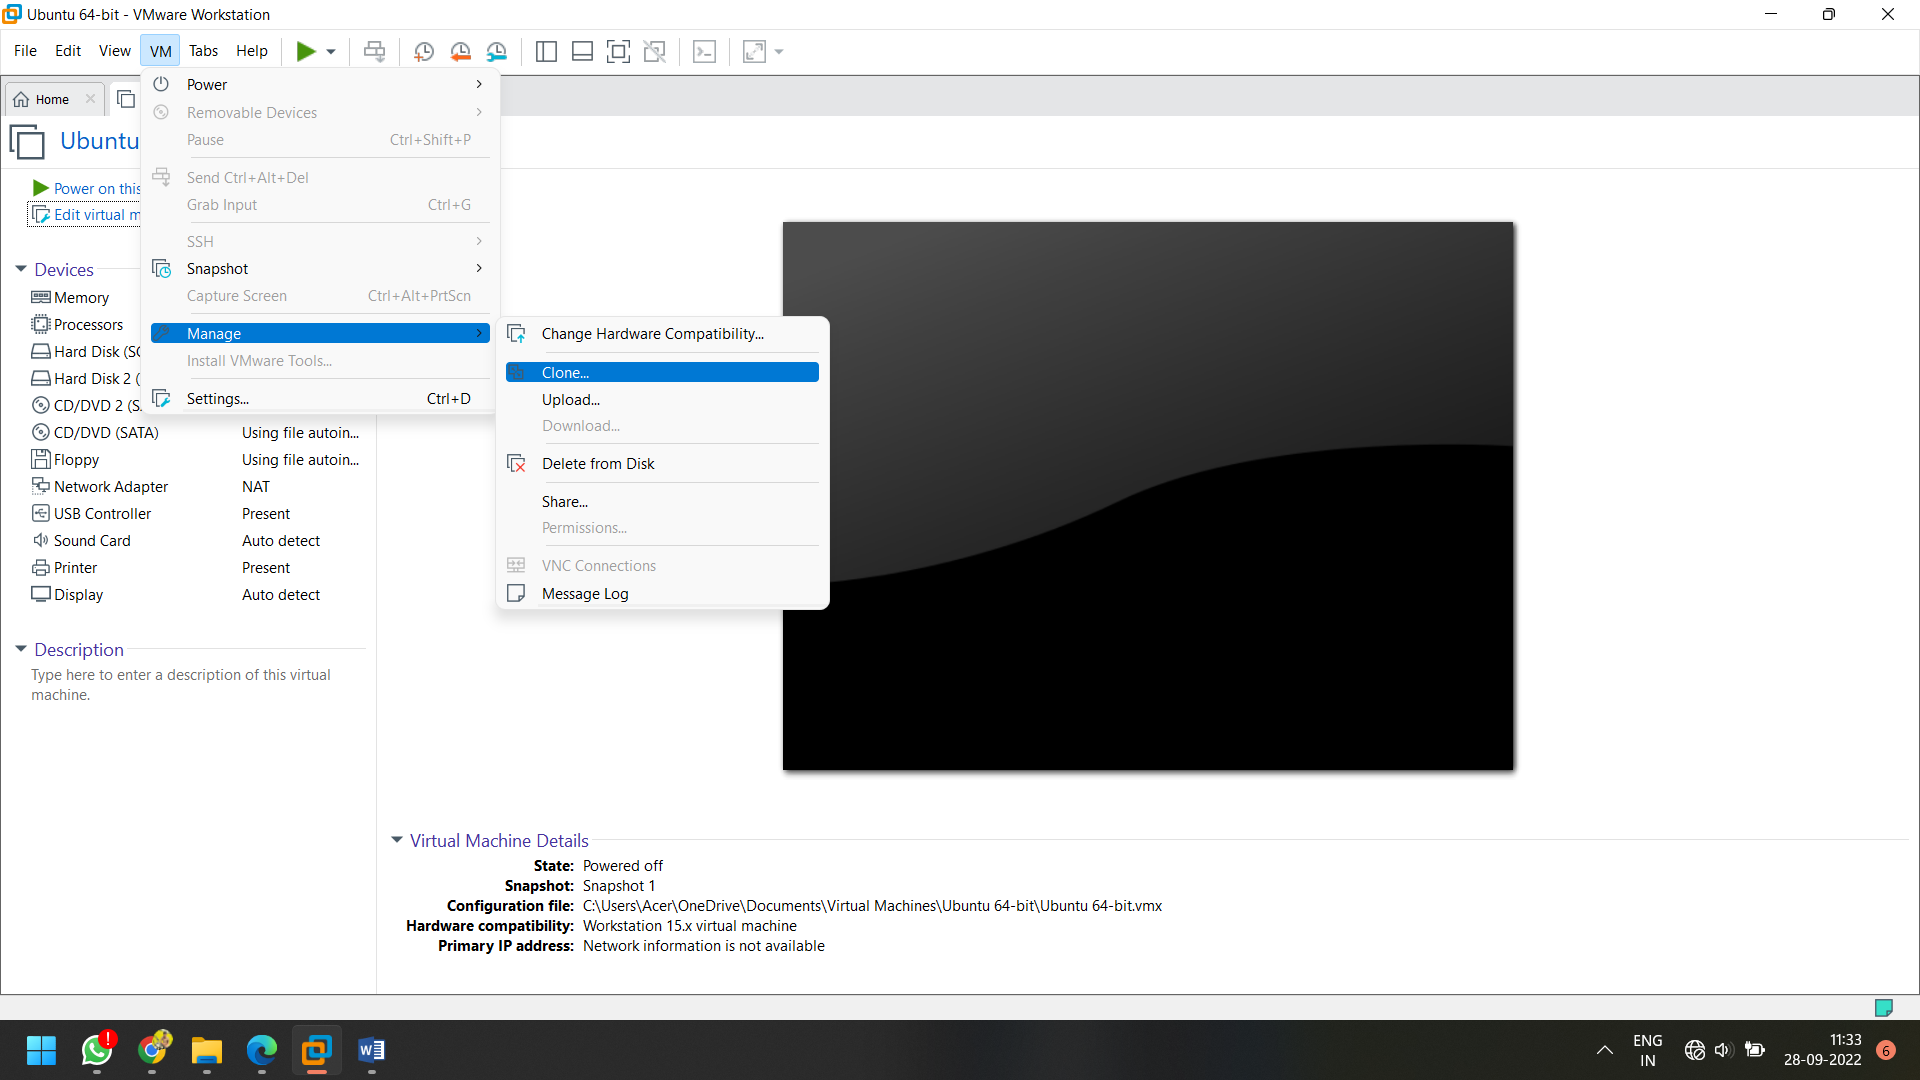 Ubuntu 64-bit - VMware Workstation
File Edit View VM Tabs Help
Home
Ubuntu
Power on this
Edit virtual m
Power
Removable Devices
Pause Ctrl+Shift+P
Send Ctrl+Alt+Del
Grab Input Ctrl+G
SSH
Snapshot
Capture Screen Ctrl+Alt+PrtScn
Manage
Install VMware Tools...
Settings... Ctrl+D
Change Hardware Compatibility...
Clone...
Upload...
Download...
Delete from Disk
Share...
Permissions...
VNC Connections
Message Log
Devices
Memory
Processors
Hard Disk (SC
Hard Disk 2 (
CD/DVD 2 (S
CD/DVD (SATA) Using file autoin...
Floppy Using file autoin...
Network Adapter NAT
USB Controller Present
Sound Card Auto detect
Printer Present
Display Auto detect
Description
Type here to enter a description of this virtual
machine.
Virtual Machine Details
State: Powered off
Snapshot: Snapshot 1
Configuration file: C:\Users\Acer\OneDrive\Documents\Virtual Machines\Ubuntu 64-bit\Ubuntu 64-bit.vmx
Hardware compatibility: Workstation 15.x virtual machine
Primary IP address: Network information is not available
ENG
IN
11:33
28-09-2022
6